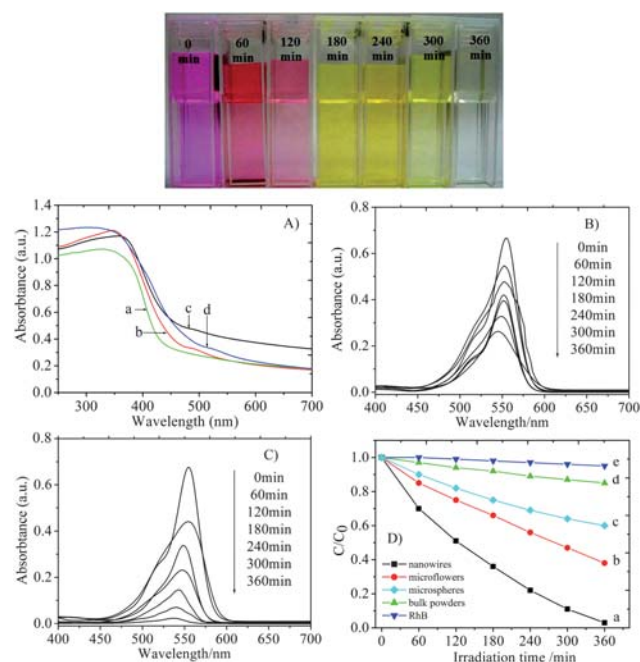 0 min
60 min
120 min
180 min
240 min
300 min
360 min
A)
Absorbtance (a.u.)
1.4
1.2
1.0
0.8
0.6
0.4
0.2
0.0
a
b
c
d
300 400 500 600 700
Wavelength (nm)
B)
Absorbtance (a.u.)
0.8
0.6
0.4
0.2
0.0
0min
60min
120min
180min
240min
300min
360min
400 450 500 550 600 650 700
Wavelength/nm
C)
Absorbtance (a.u.)
0.8
0.6
0.4
0.2
0.0
0min
60min
120min
180min
240min
300min
360min
400 450 500 550 600 650 700
Wavelength/nm
C/C0
1.0
0.8
0.6
0.4
0.2
0.0
e
d
c
b
a
D)
nanowires
microflowers
microspheres
bulk powders
RhB
0 60 120 180 240 300 360
Irradiation time /min